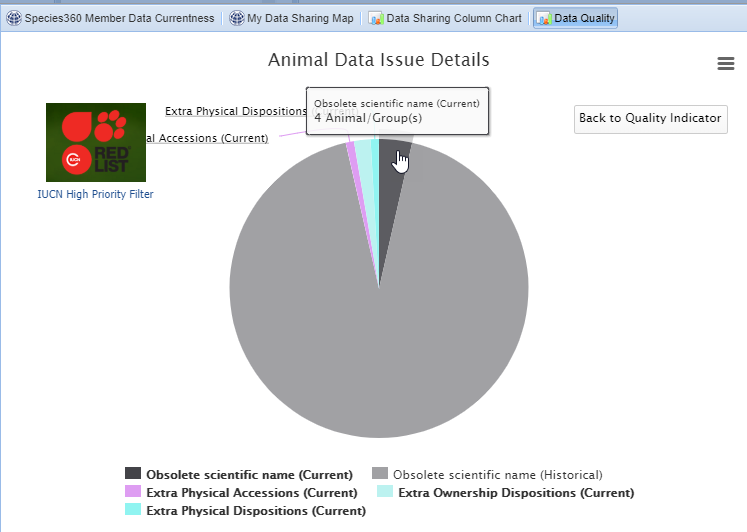 Species360 Member Data Currentness My Data Sharing Map Data Sharing Column Chart Data Quality
Animal Data Issue Details
Obsolete scientific name (Current)
4 Animal/Group(s)
Extra Physical Dispositions
al Accessions (Current)
Back to Quality Indicator
IUCN
RED
LIST
IUCN High Priority Filter
Obsolete scientific name (Current) Obsolete scientific name (Historical)
Extra Physical Accessions (Current) Extra Ownership Dispositions (Current)
Extra Physical Dispositions (Current)